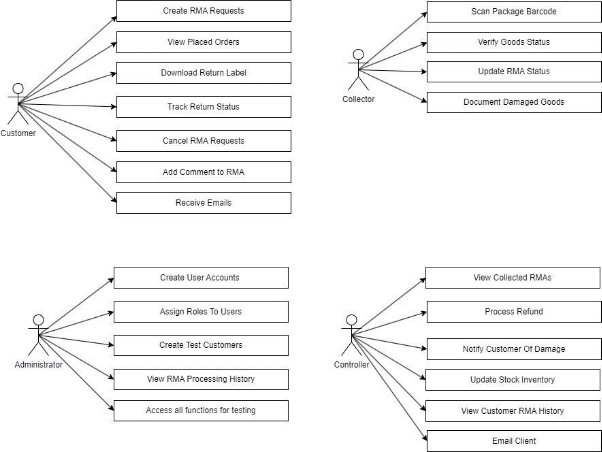 Create RMA Requests
View Placed Orders
Download Return Label
Track Return Status
Cancel RMA Requests
Add Comment to RMA
Receive Emails
Customer
Scan Package Barcode
Verify Goods Status
Update RMA Status
Document Damaged Goods
Collector
Create User Accounts
Assign Roles To Users
Create Test Customers
View RMA Processing History
Access all functions for testing
Administrator
View Collected RMAs
Process Refund
Notify Customer Of Damage
Update Stock Inventory
View Customer RMA History
Email Client
Controller